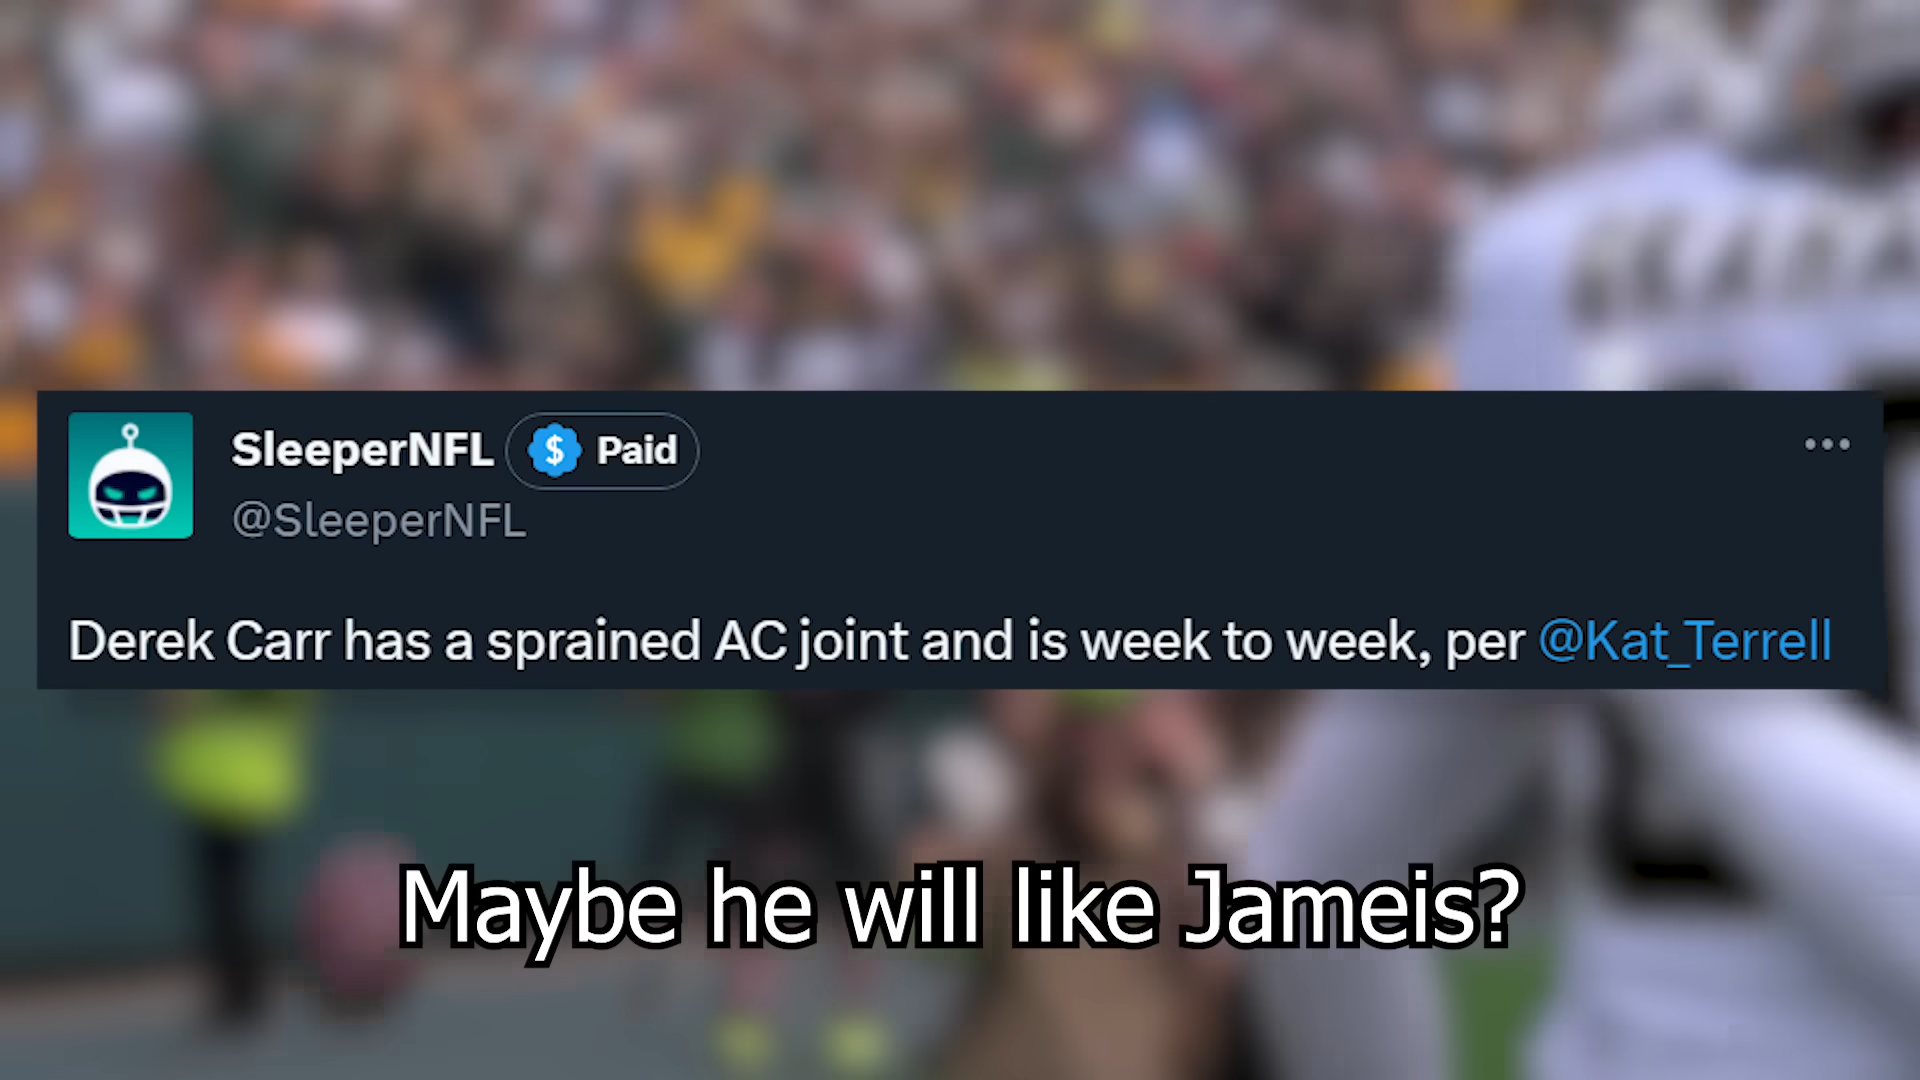 SleeperNFL $ Paid
@SleeperNFL
Derek Carr has a sprained AC joint and is week to week, per @Kat_Terrell
Maybe he will like Jameis?